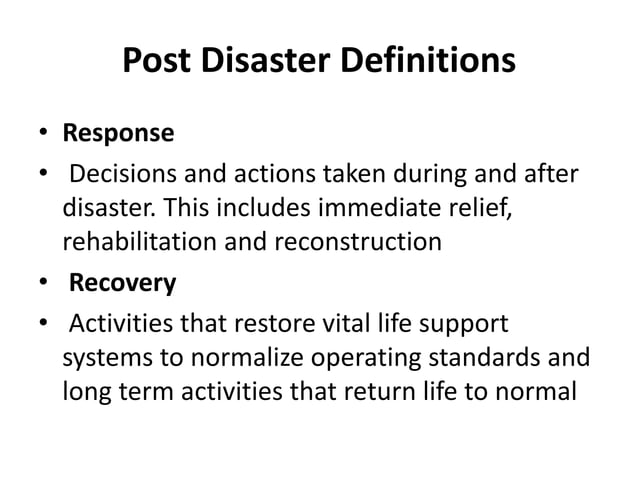 Post Disaster Definitions
• Response
• Decisions and actions taken during and after
disaster. This includes immediate relief,
rehabilitation and reconstruction
• Recovery
• Activities that restore vital life support
systems to normalize operating standards and
long term activities that return life to normal